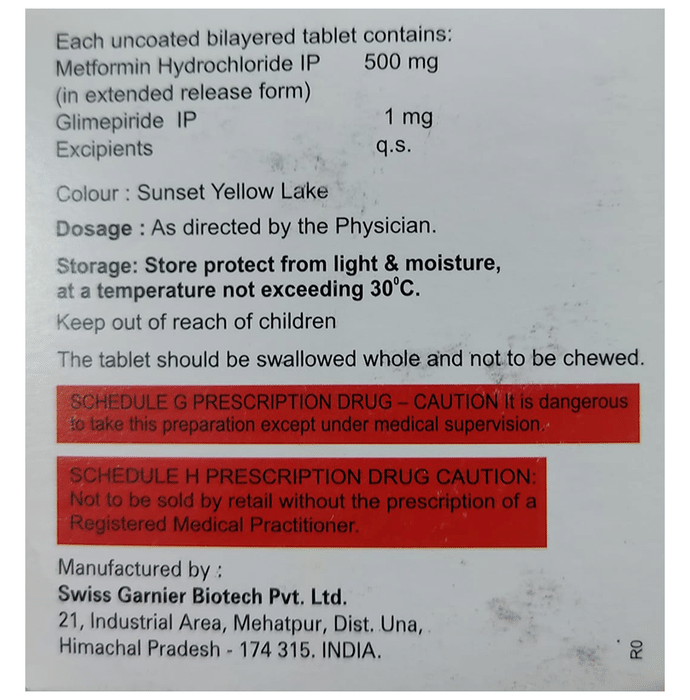 Each uncoated bilayered tablet contains:
Metformin Hydrochloride IP 500 mg
(in extended release form)
Glimepiride IP 1 mg
Excipients q.s.
Colour : Sunset Yellow Lake
Dosage : As directed by the Physician.
Storage: Store protect from light & moisture,
at a temperature not exceeding 30⁰C.
Keep out of reach of children
The tablet should be swallowed whole and not to be chewed.
SCHEDULE G PRESCRIPTION DRUG – CAUTION It is dangerous
to take this preparation except under medical supervision.
SCHEDULE H PRESCRIPTION DRUG CAUTION:
Not to be sold by retail without the prescription of a
Registered Medical Practitioner.
Manufactured by :
Swiss Garnier Biotech Pvt. Ltd.
21, Industrial Area, Mehatpur, Dist. Una,
Himachal Pradesh - 174 315. INDIA.
R0